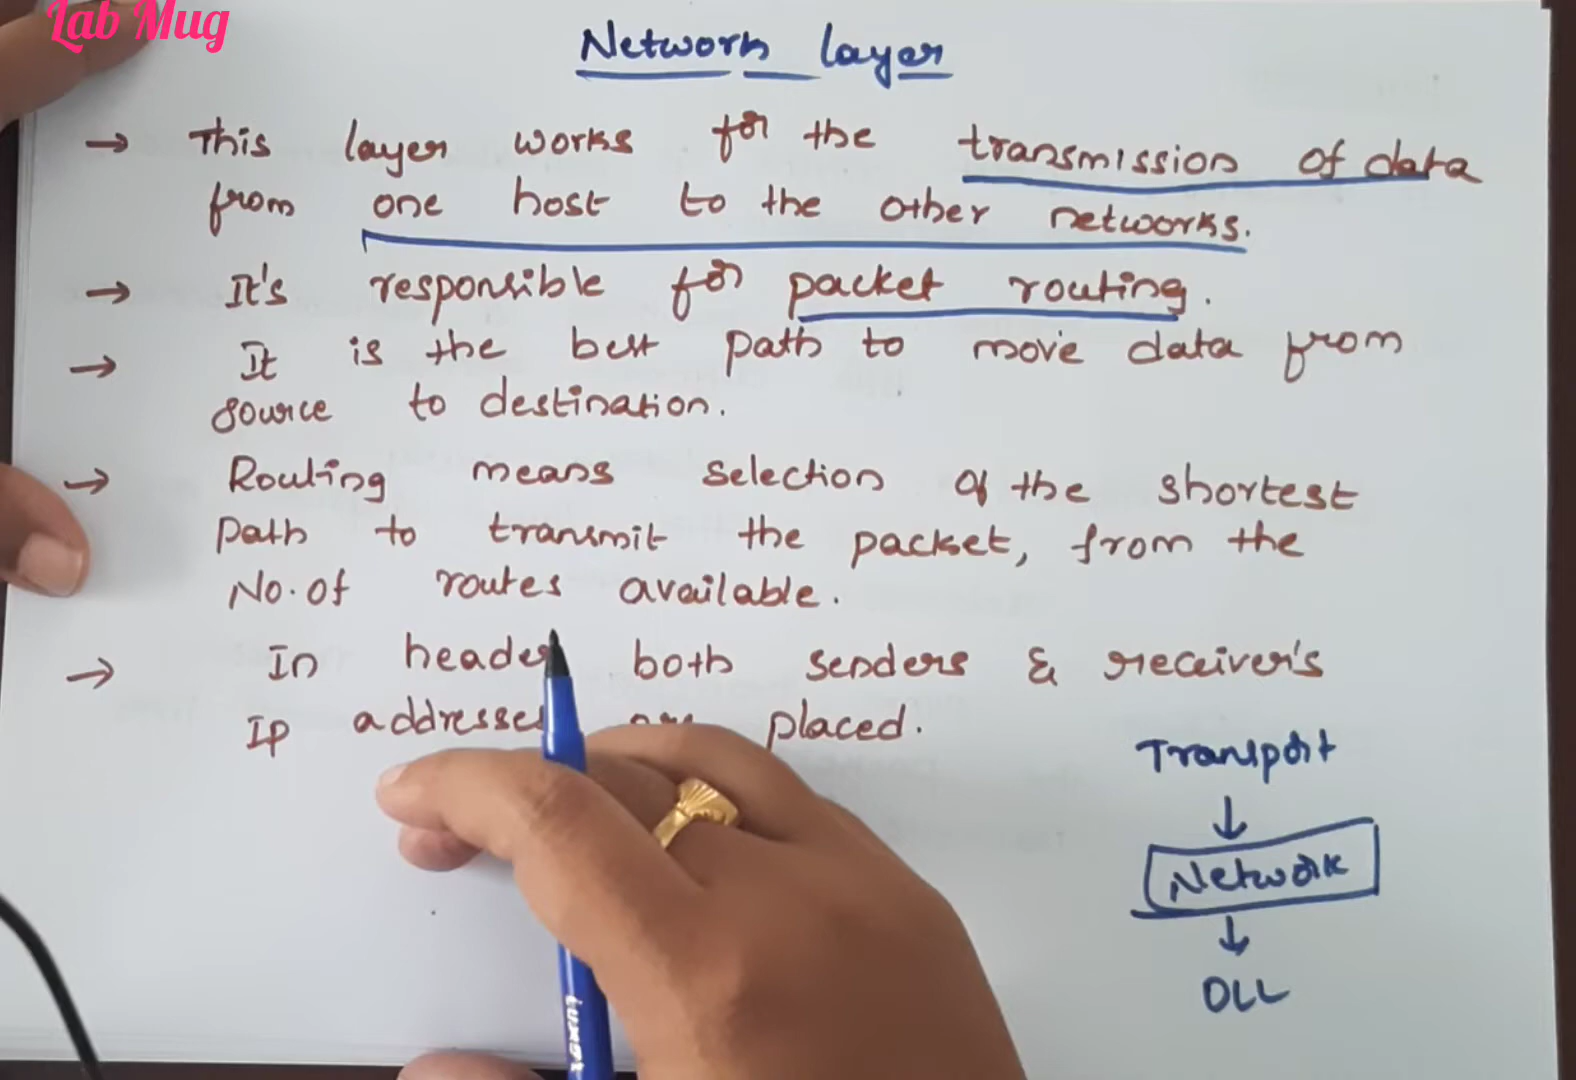 Lab Mug
Network layer
→ This layer works for the transmission of data
from one host to the other networks.
→ It's responsible for packet routing.
→ It is the best path to move data from
source to destination.
→ Routing means selection of the shortest
path to transmit the packet, from the
No. of routes available.
→ In header both senders & receiver's
Ip addresses are placed.
Transport
↓
Network
↓
DLL